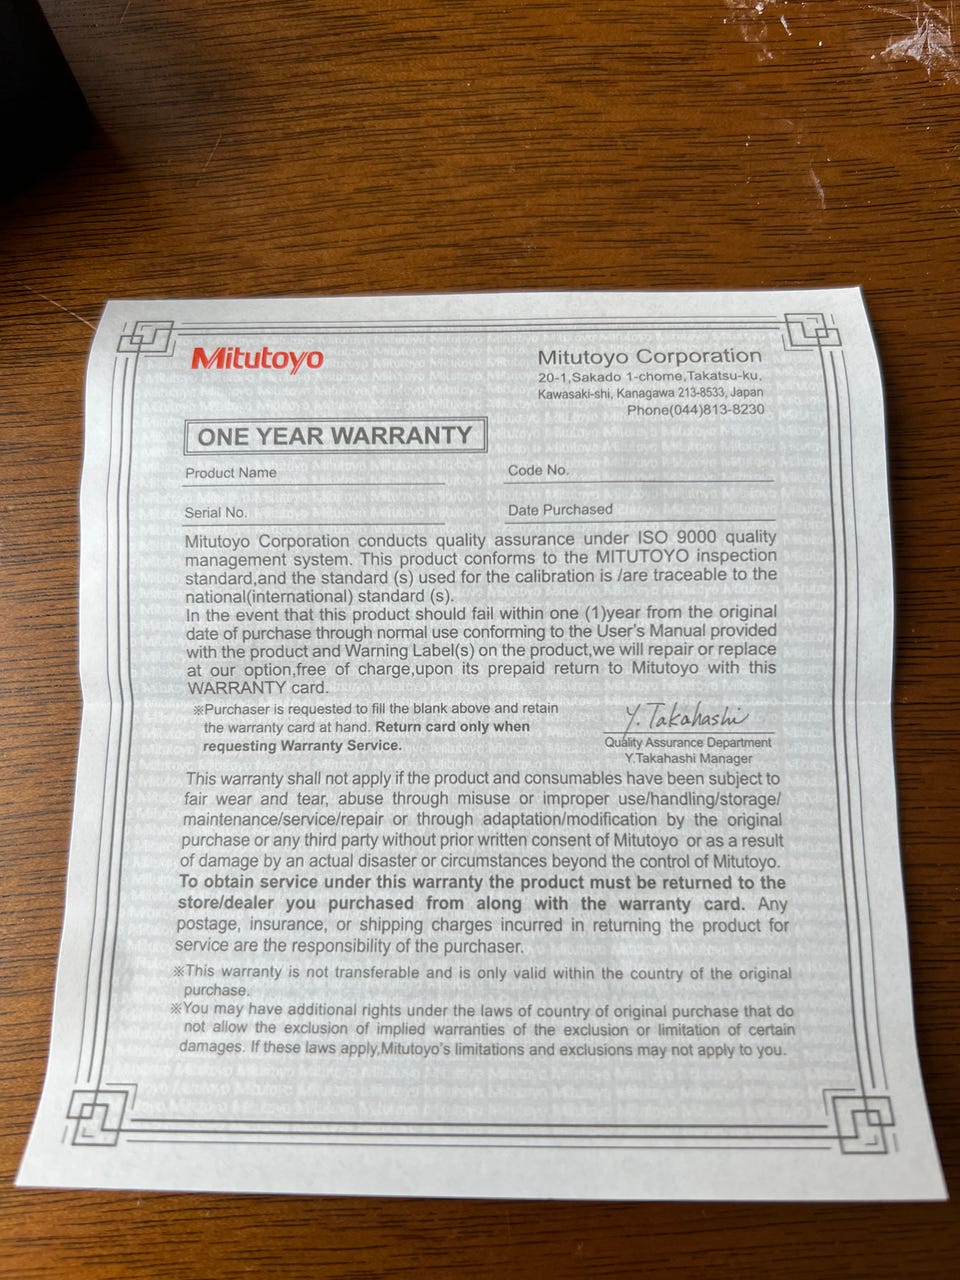 Mitutoyo
Mitutoyo Corporation
20-1,Sakado 1-chome,Takatsu-ku,
Kawasaki-shi, Kanagawa 213-8533, Japan
Phone(044)813-8230
ONE YEAR WARRANTY
Product Name
Code No.
Serial No.
Date Purchased
Mitutoyo Corporation conducts quality assurance under ISO 9000 quality
management system. This product conforms to the MITUTOYO inspection
standard,and the standard (s) used for the calibration is /are traceable to the
national(international) standard (s).
In the event that this product should fail within one (1)year from the original
date of purchase through normal use conforming to the User's Manual provided
with the product and Warning Label(s) on the product,we will repair or replace
at our option,free of charge,upon its prepaid return to Mitutoyo with this
WARRANTY card.
※Purchaser is requested to fill the blank above and retain
the warranty card at hand. Return card only when
requesting Warranty Service.
Y. Takahashi
Quality Assurance Department
Y.Takahashi Manager
This warranty shall not apply if the product and consumables have been subject to
fair wear and tear, abuse through misuse or improper use/handling/storage/
maintenance/service/repair or through adaptation/modification by the original
purchase or any third party without prior written consent of Mitutoyo or as a result
of damage by an actual disaster or circumstances beyond the control of Mitutoyo.
To obtain service under this warranty the product must be returned to the
store/dealer you purchased from along with the warranty card. Any
postage, insurance, or shipping charges incurred in returning the product for
service are the responsibility of the purchaser.
※This warranty is not transferable and is only valid within the country of the original
purchase.
※You may have additional rights under the laws of country of original purchase that do
not allow the exclusion of implied warranties of the exclusion or limitation of certain
damages. If these laws apply,Mitutoyo's limitations and exclusions may not apply to you.